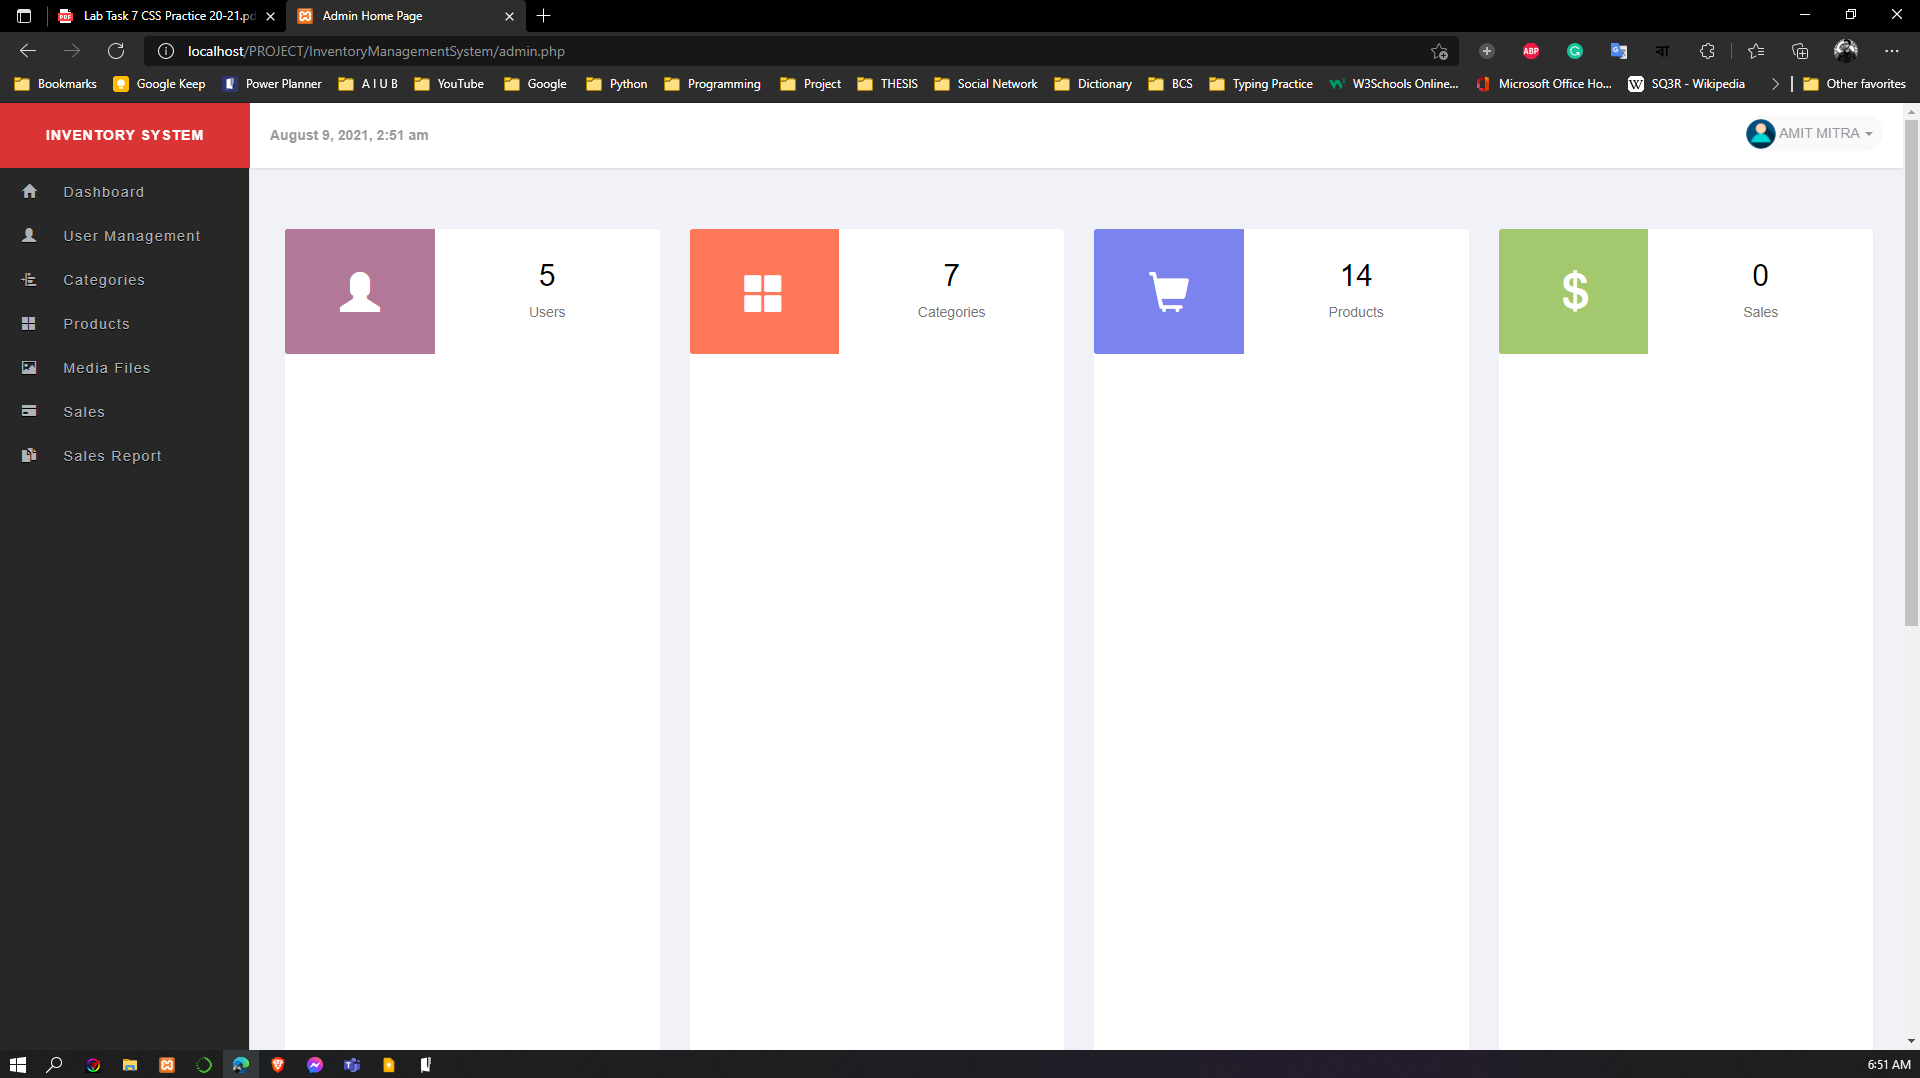 Lab Task 7 CSS Practice 20-21.pd
Admin Home Page
localhost/PROJECT/InventoryManagementSystem/admin.php
ABP
বা
Bookmarks
Google Keep
Power Planner
A I U B
YouTube
Google
Python
Programming
Project
THESIS
Social Network
Dictionary
BCS
Typing Practice
W3Schools Online...
Microsoft Office Ho...
W
SQ3R - Wikipedia
Other favorites
INVENTORY SYSTEM
August 9, 2021, 2:51 am
AMIT MITRA
Dashboard
User Management
Categories
Products
Media Files
Sales
Sales Report
5
Users
7
Categories
14
Products
$
0
Sales
6:51 AM